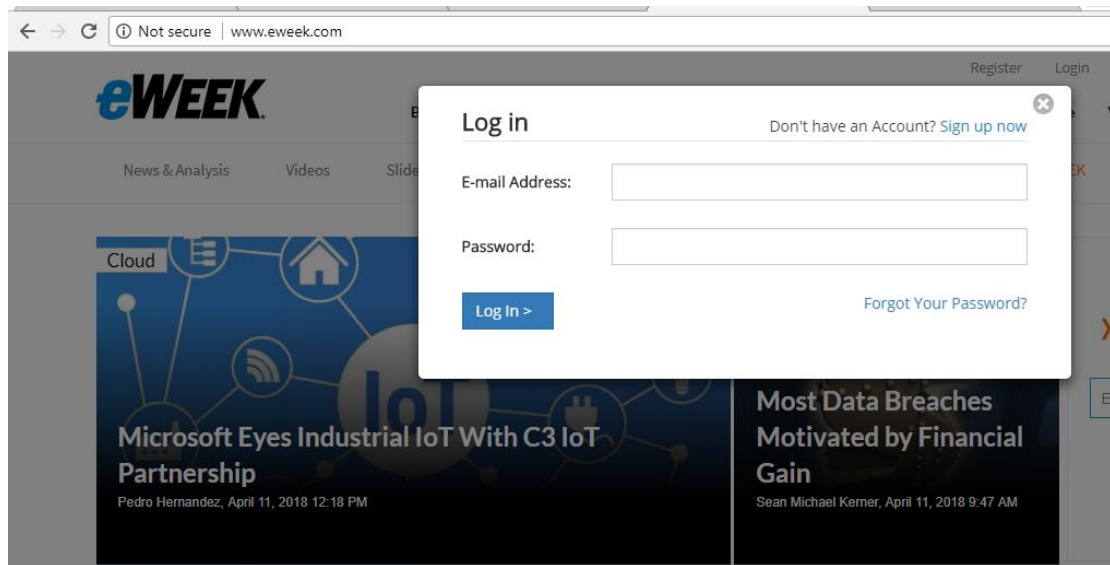 Not secure | www.eweek.com
Register Login
eWEEK.
Log in
Don't have an Account? Sign up now
News & Analysis Videos Slide
EK
E-mail Address:
Password:
Cloud
Log In >
Forgot Your Password?
IoT
Microsoft Eyes Industrial IoT With C3 IoT
Partnership
Pedro Hernandez, April 11, 2018 12:18 PM
Most Data Breaches
Motivated by Financial
Gain
Sean Michael Kerner, April 11, 2018 9:47 AM